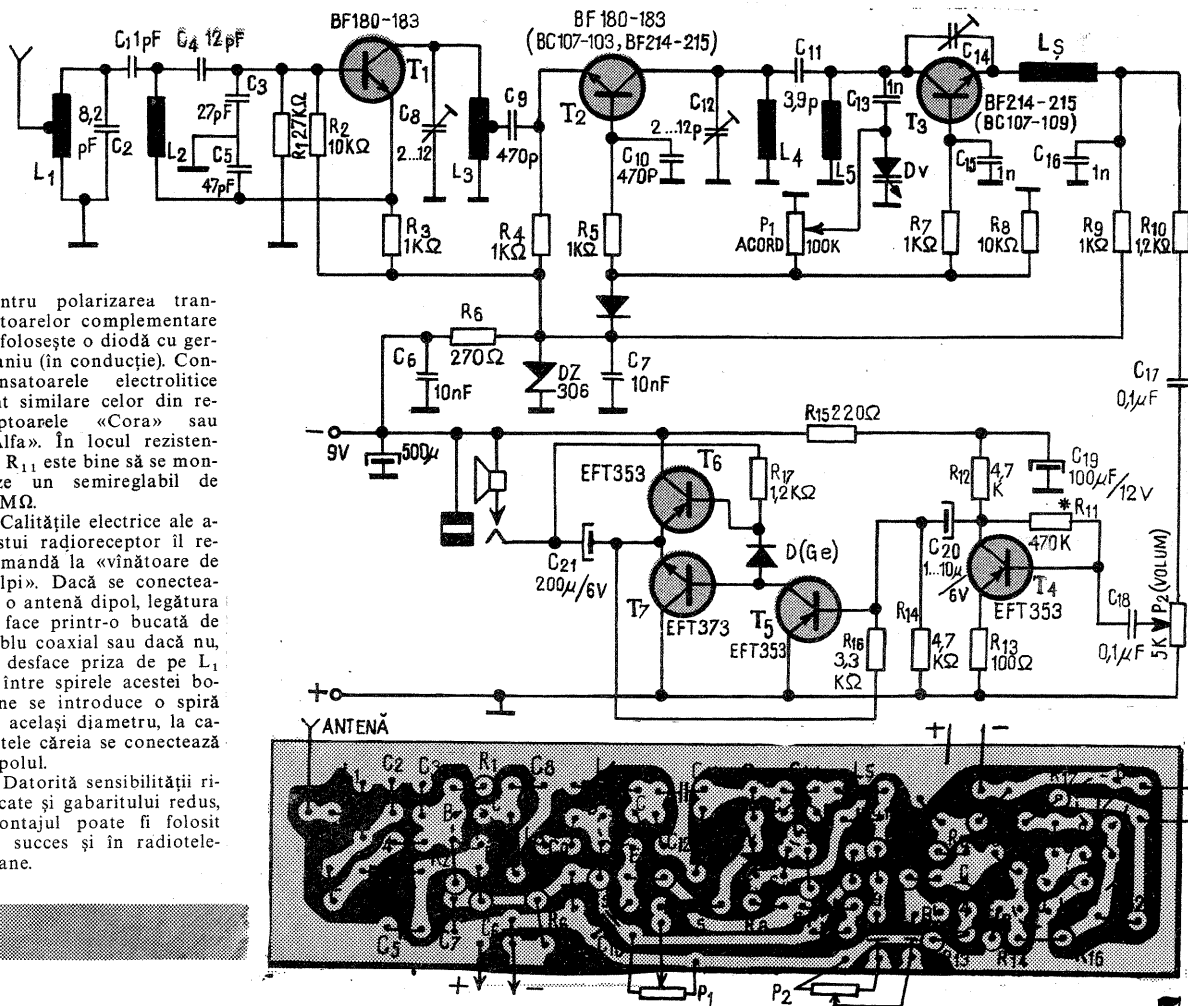 BF180-183
BF 180-183
(BC107-103, BF214-215)
C1 1pF
C4 12pF
T1
T2
C11
3,9p
C14
LŞ
C3
27pF
8,2
pF
C2
L1
L2
C5
47pF
R1 27KΩ
R2
10KΩ
C8
2...12
L3
C9
470p
C10
470P
C12
2...12p
L4
L5
C13
1n
Dv
T3
BF214-215
(BC107-109)
C15
1n
C16
1n
R3
1KΩ
R4
1KΩ
R5
1KΩ
P1
ACORD
100K
R7
1KΩ
R8
10KΩ
R9
1KΩ
R10
1,2KΩ
ntru polarizarea tran-
toarelor complementare
folosește o diodă cu ger-
aniu (în conducție). Con-
nsatoarele electrolitice
nt similare celor din re-
ptoarele «Cora» sau
lfa». În locul rezisten-
R11 este bine să se mon-
ze un semireglabil de
MΩ.
Calitățile electrice ale a-
stui radioreceptor îl re-
mandă la «vînătoare de
lpi». Dacă se conectea-
o antenă dipol, legătura
face printr-o bucată de
blu coaxial sau dacă nu,
desface priza de pe L1
între spirele acestei bo-
ne se introduce o spiră
același diametru, la ca-
tele căreia se conectează
polul.
Datorită sensibilității ri-
cate și gabaritului redus,
ontajul poate fi folosit
succes și în radiotele-
ane.
R6
270Ω
C6
10nF
DZ
306
C7
10nF
C17
0,1μF
-
9V
500μ
R15 220Ω
EFT353
T6
R17
1,2KΩ
R12
4,7
K
C19
100μF/12V
*R11
470K
C20
1...10μ
/6V
D(Ge)
C21
200μ/6V
T7
EFT373
T5
EFT353
T4
EFT353
R16
3,3
KΩ
R14
4,7
KΩ
R13
100Ω
C18
0,1μF
5K P2 (VOLUM)
+
ANTENĂ
+ -
C2
C3
R1
C8
L5
R17
B
C12
C5
C7
C6
R13
R14
R16
+ -
P1
P2